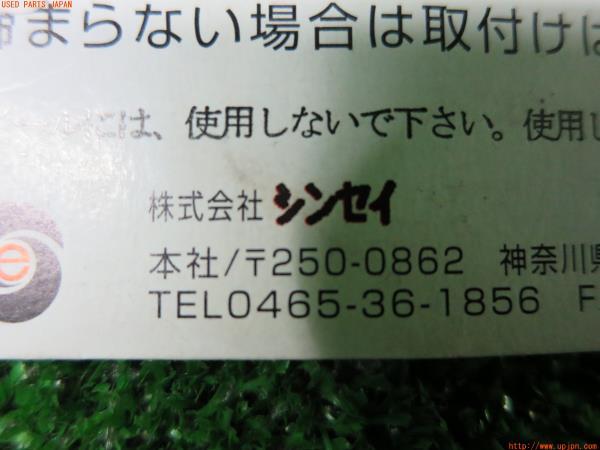 USED PARTS JAPAN
まらない場合は取付けは
には、使用しないで下さい。使用し
株式会社 シンセイ
e
本社/〒250-0862 神奈川県
TEL0465-36-1856 F
http://www.upjpn.com/